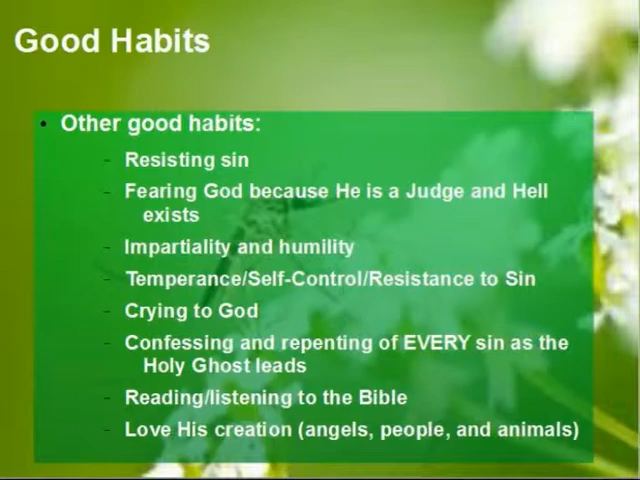 Good Habits
• Other good habits:
- Resisting sin
- Fearing God because He is a Judge and Hell
exists
- Impartiality and humility
- Temperance/Self-Control/Resistance to Sin
- Crying to God
- Confessing and repenting of EVERY sin as the
Holy Ghost leads
- Reading/listening to the Bible
- Love His creation (angels, people, and animals)